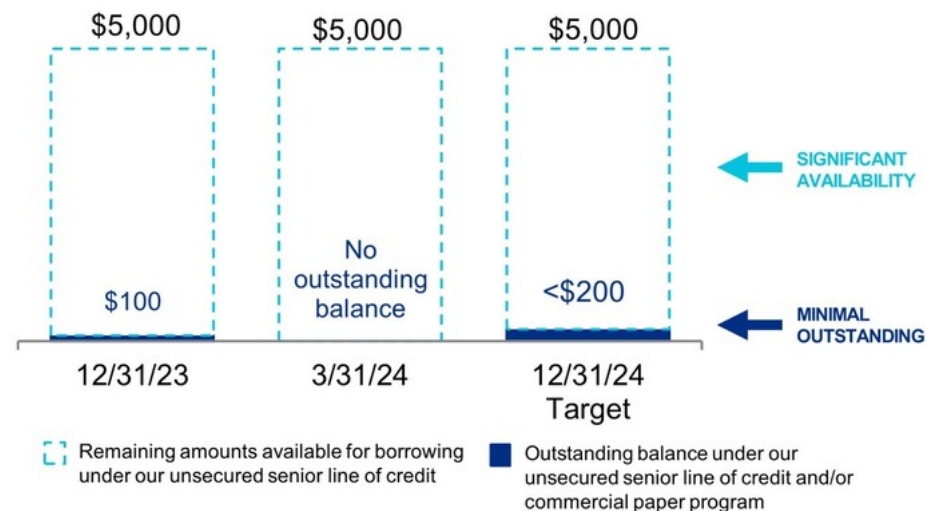 $5,000
$5,000
$5,000
SIGNIFICANT
AVAILABILITY
$100
No
outstanding
balance
<$200
MINIMAL
OUTSTANDING
12/31/23
3/31/24
12/31/24
Target
Remaining amounts available for borrowing
under our unsecured senior line of credit
Outstanding balance under our
unsecured senior line of credit and/or
commercial paper program